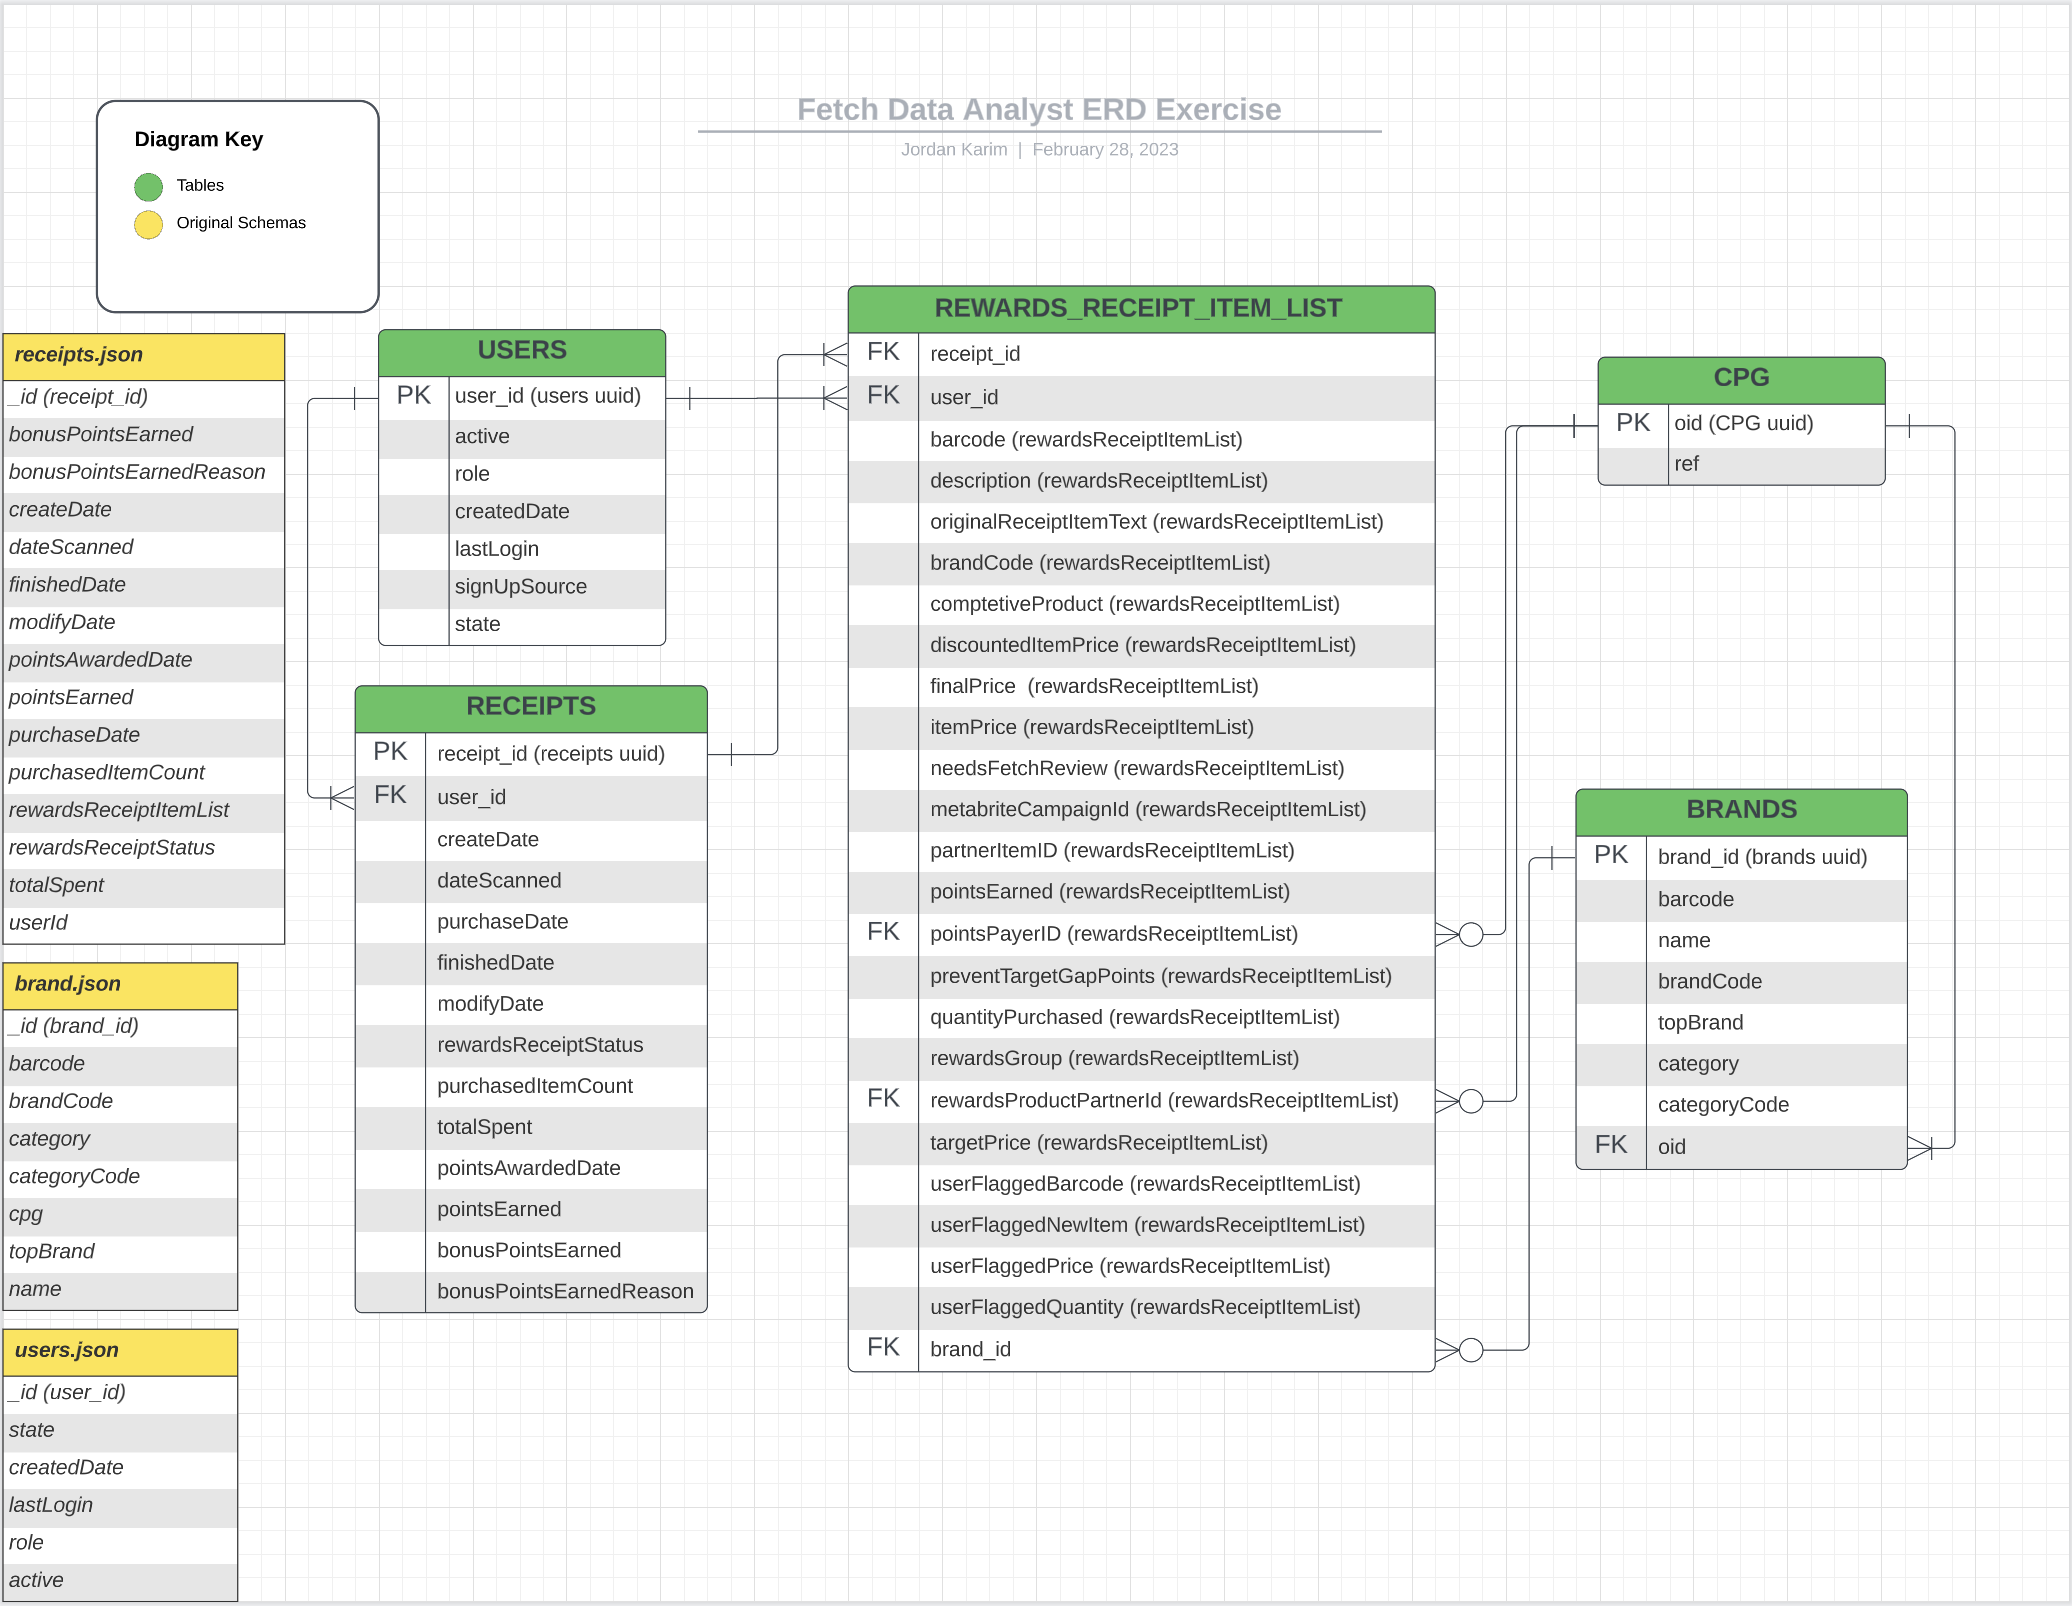 Fetch Data Analyst ERD Exercise
Jordan Karim | February 28, 2023
Diagram Key
Tables
Original Schemas
receipts.json
_id (receipt_id)
bonusPointsEarned
bonusPointsEarnedReason
createDate
dateScanned
finishedDate
modifyDate
pointsAwardedDate
pointsEarned
purchaseDate
purchasedItemCount
rewardsReceiptItemList
rewardsReceiptStatus
totalSpent
userId
brand.json
_id (brand_id)
barcode
brandCode
category
categoryCode
cpg
topBrand
name
users.json
_id (user_id)
state
createdDate
lastLogin
role
active
USERS
PK user_id (users uuid)
active
role
createdDate
lastLogin
signUpSource
state
RECEIPTS
PK receipt_id (receipts uuid)
FK user_id
createDate
dateScanned
purchaseDate
finishedDate
modifyDate
rewardsReceiptStatus
purchasedItemCount
totalSpent
pointsAwardedDate
pointsEarned
bonusPointsEarned
bonusPointsEarnedReason
REWARDS_RECEIPT_ITEM_LIST
FK receipt_id
FK user_id
barcode (rewardsReceiptItemList)
description (rewardsReceiptItemList)
originalReceiptItemText (rewardsReceiptItemList)
brandCode (rewardsReceiptItemList)
comptetiveProduct (rewardsReceiptItemList)
discountedItemPrice (rewardsReceiptItemList)
finalPrice (rewardsReceiptItemList)
itemPrice (rewardsReceiptItemList)
needsFetchReview (rewardsReceiptItemList)
metabriteCampaignId (rewardsReceiptItemList)
partnerItemID (rewardsReceiptItemList)
pointsEarned (rewardsReceiptItemList)
FK pointsPayerID (rewardsReceiptItemList)
preventTargetGapPoints (rewardsReceiptItemList)
quantityPurchased (rewardsReceiptItemList)
rewardsGroup (rewardsReceiptItemList)
FK rewardsProductPartnerId (rewardsReceiptItemList)
targetPrice (rewardsReceiptItemList)
userFlaggedBarcode (rewardsReceiptItemList)
userFlaggedNewItem (rewardsReceiptItemList)
userFlaggedPrice (rewardsReceiptItemList)
userFlaggedQuantity (rewardsReceiptItemList)
FK brand_id
CPG
PK oid (CPG uuid)
ref
BRANDS
PK brand_id (brands uuid)
barcode
name
brandCode
topBrand
category
categoryCode
FK oid